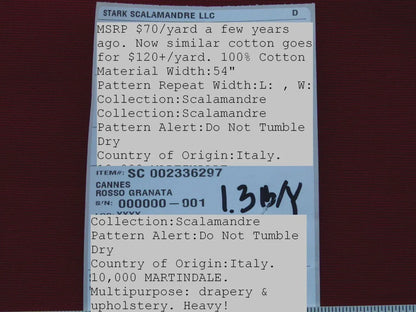 STARK SCALAMANDRE LLC D
MSRP $70/yard a few years
ago. Now similar cotton goes
for $120+/yard. 100% Cotton
Material Width:54"
Pattern Repeat Width:L: , W:
Collection:Scalamandre
Collection:Scalamandre
Pattern Alert:Do Not Tumble
Dry
Country of Origin:Italy.
ITEM#: SC 002336297
CANNES
ROSSO GRANATA
S/N: 000000-001
1.3 B/Y
Collection:Scalamandre
Pattern Alert:Do Not Tumble
Dry
Country of Origin:Italy.
10,000 MARTINDALE.
Multipurpose: drapery &
upholstery. Heavy!